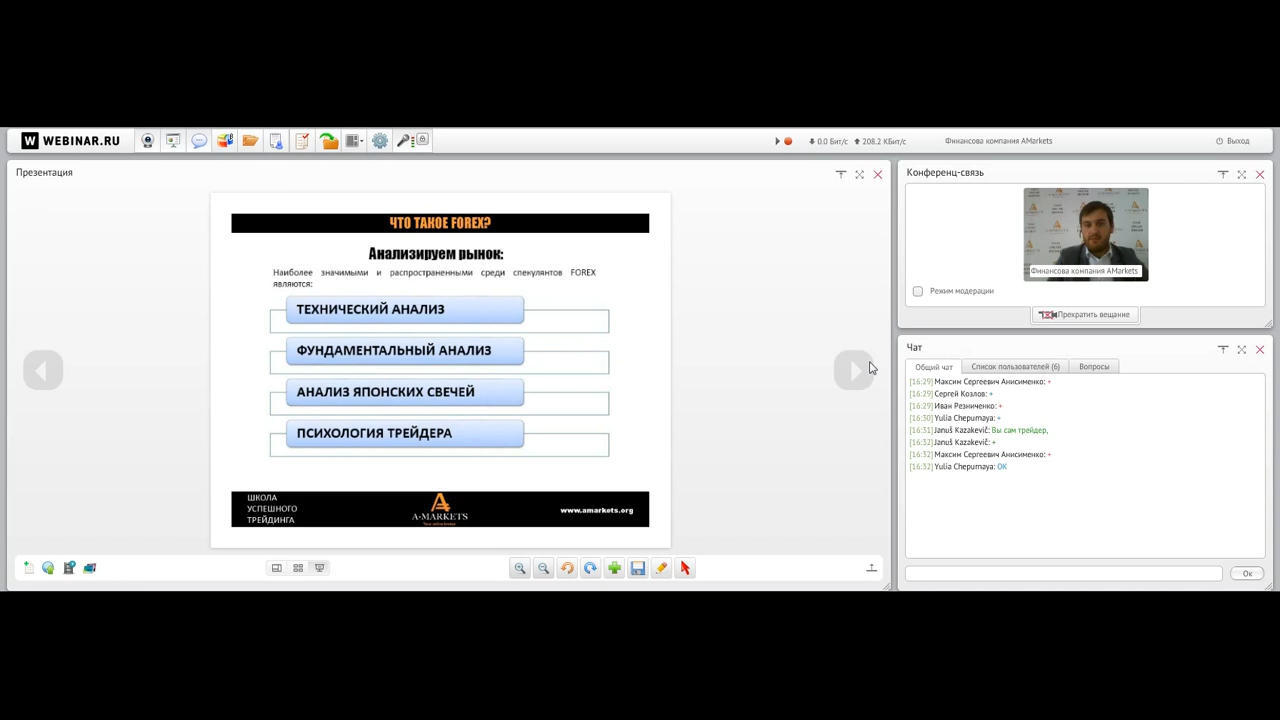 W WEBINAR.RU
0.0 Бит/с 208.2 КБит/с
Финансова компания AMarkets
Выход
Презентация
ЧТО ТАКОЕ FOREX?
Анализируем рынок:
Наиболее значимыми и распространенными среди спекулянтов FOREX
являются:
ТЕХНИЧЕСКИЙ АНАЛИЗ
ФУНДАМЕНТАЛЬНЫЙ АНАЛИЗ
АНАЛИЗ ЯПОНСКИХ СВЕЧЕЙ
ПСИХОЛОГИЯ ТРЕЙДЕРА
ШКОЛА
УСПЕШНОГО
ТРЕЙДИНГА
A-MARKETS
www.amarkets.org
Конференц-связь
Финансова компания AMarkets
Режим модерации
Прекратить вещание
Чат
Общий чат
Список пользователей (6)
Вопросы
[16:29] Максим Сергеевич Анисименко: +
[16:29] Сергей Козлов: +
[16:29] Иван Резниченко: +
[16:30] Yulia Chepurnaya: +
[16:31] Januš Kazakevič: Вы сам трейдер,
[16:32] Januš Kazakevič: +
[16:32] Максим Сергеевич Анисименко: +
[16:32] Yulia Chepurnaya: OK
Ок